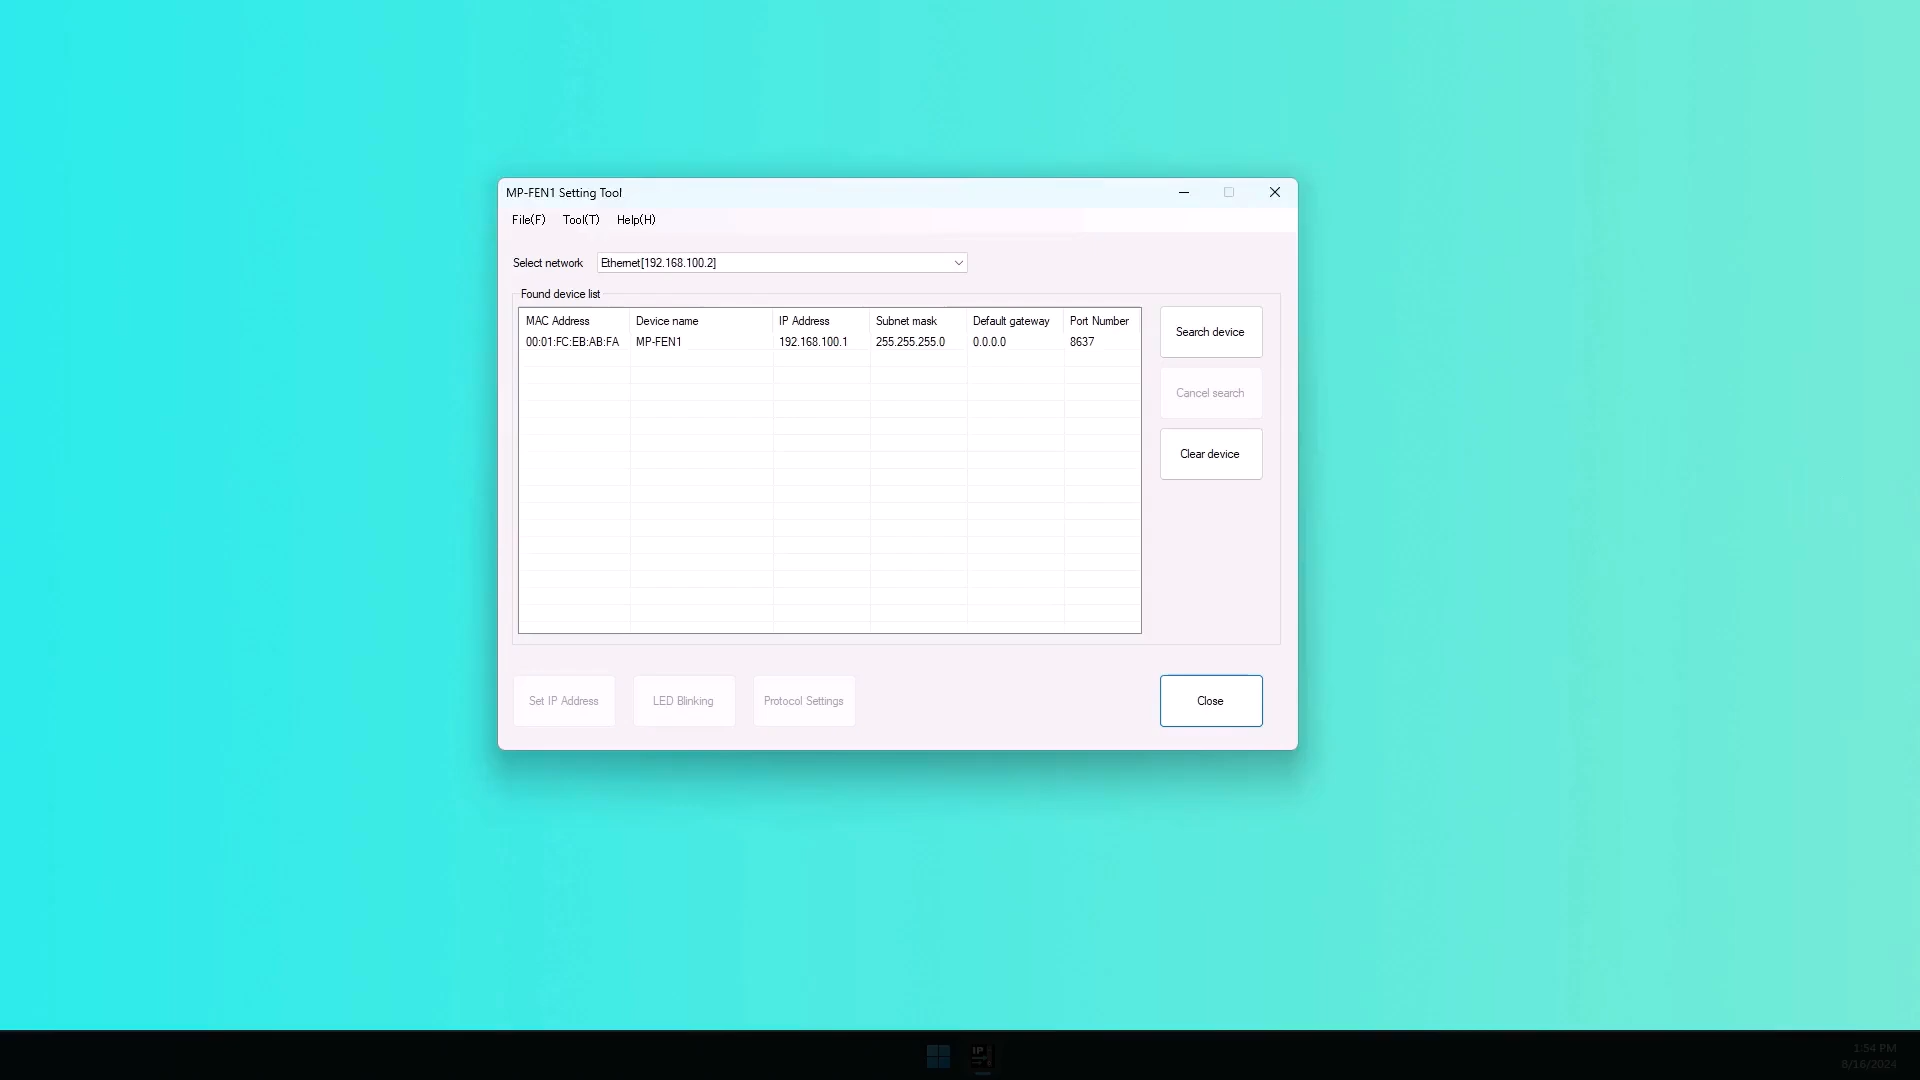 MP-FEN1 Setting Tool
File(F) Tool(T) Help(H)
Select network Ethernet[192.168.100.2]
Found device list
MAC Address Device name IP Address Subnet mask Default gateway Port Number
00:01:FC:EB:AB:FA MP-FEN1 192.168.100.1 255.255.255.0 0.0.0.0 8637
Search device
Cancel search
Clear device
Set IP Address LED Blinking Protocol Settings Close
IP
1:54 PM
8/16/2024